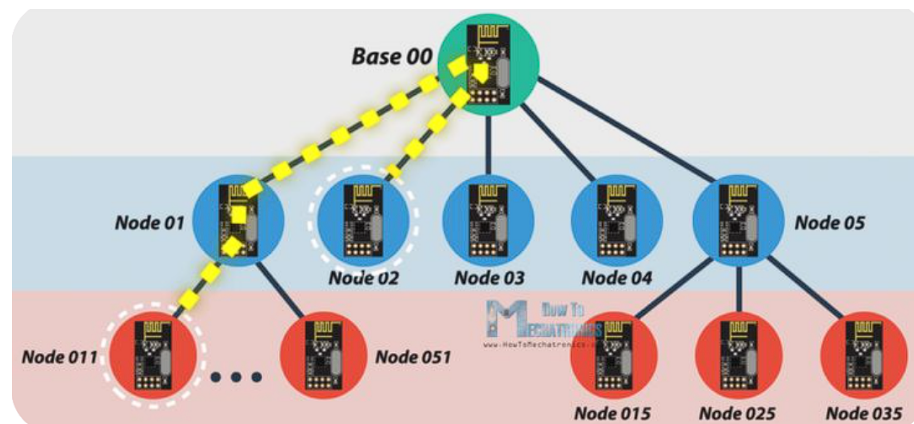 Base 00
Node 01
Node 02
Node 03
Node 04
Node 05
How To
MECHATRONICS
www.HowToMechatronics.com
Node 011
Node 051
Node 015
Node 025
Node 035